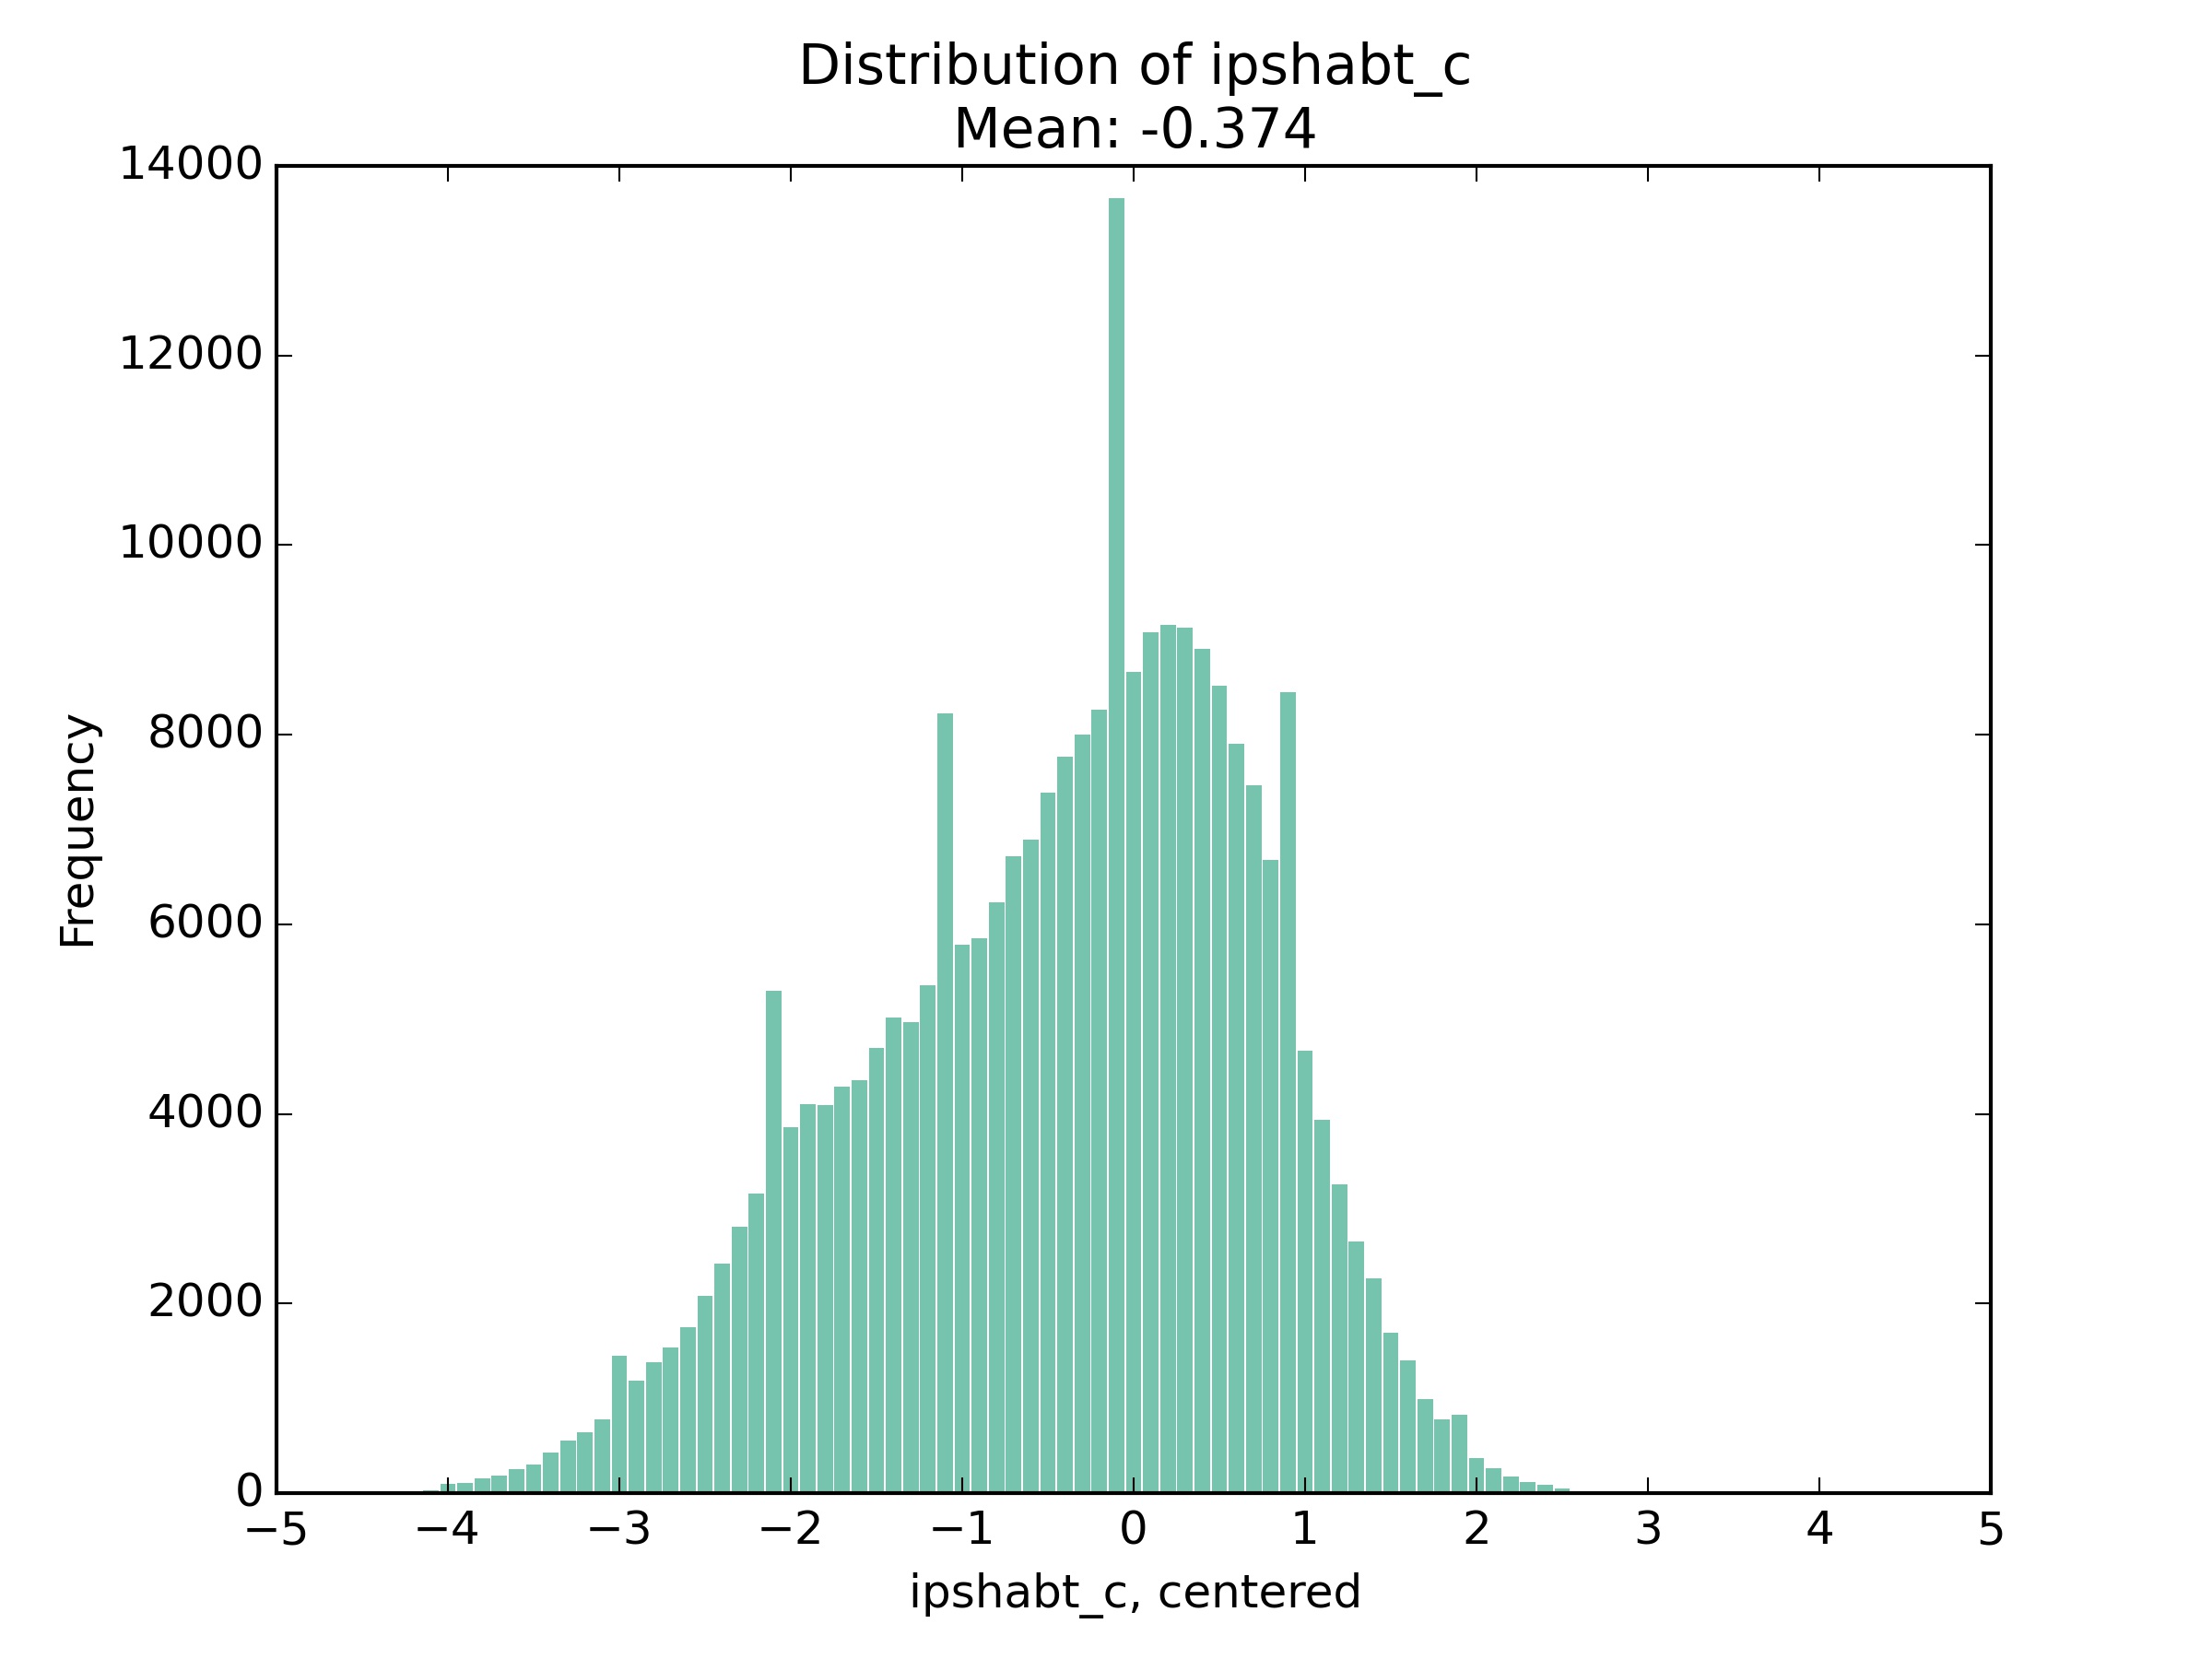 Distribution of ipshabt_c
Mean: -0.374
14000
12000
10000
8000
6000
4000
2000
0
Frequency
−5 −4 −3 −2 −1 0 1 2 3 4 5
ipshabt_c, centered